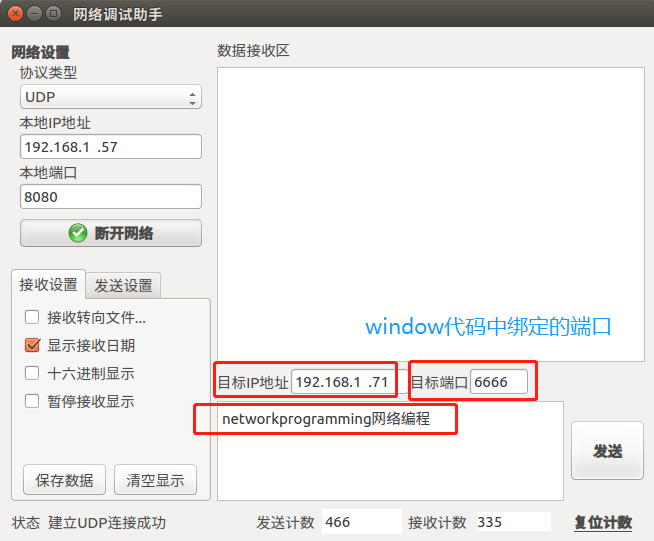 网络调试助手
网络设置
协议类型
UDP
本地IP地址
192.168.1 .57
本地端口
8080
断开网络
接收设置 发送设置
接收转向文件...
显示接收日期
十六进制显示
暂停接收显示
保存数据 清空显示
数据接收区
window代码中绑定的端口
目标IP地址 192.168.1 .71 目标端口 6666
networkprogramming网络编程
发送
状态 建立UDP连接成功 发送计数 466 接收计数 335 复位计数